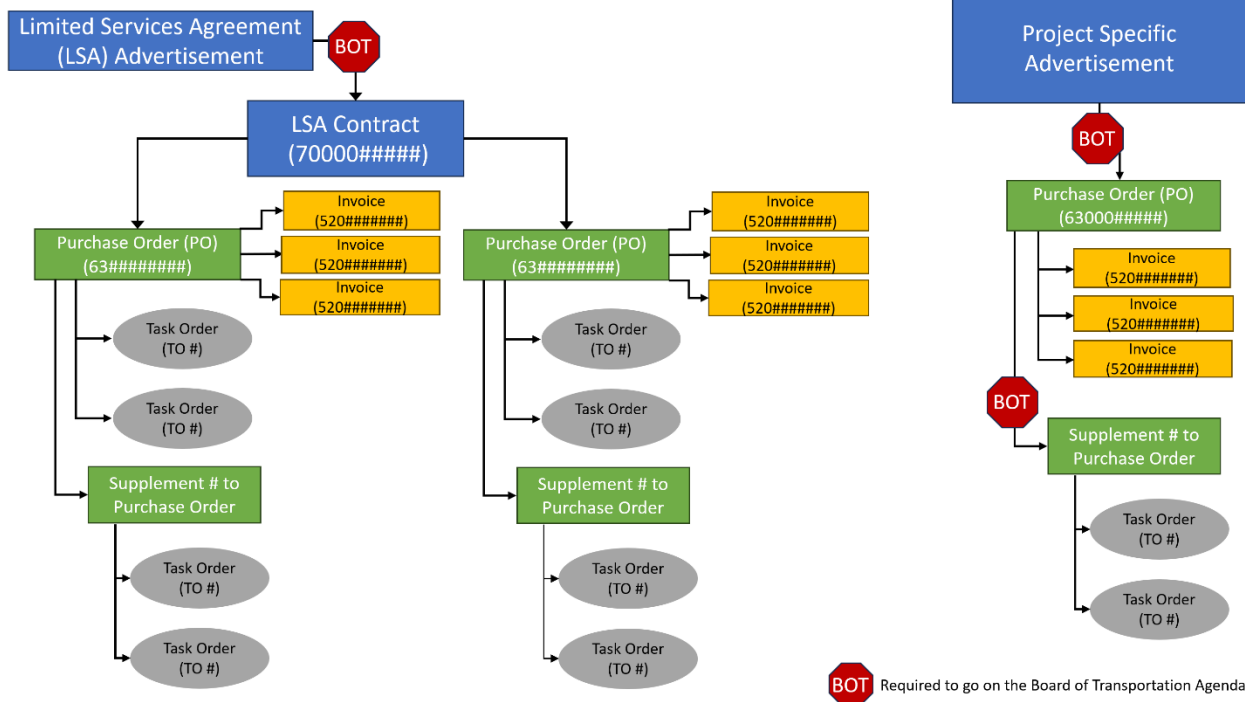 Limited Services Agreement
(LSA) Advertisement
BOT
LSA Contract
(70000#####)
Purchase Order (PO)
(63########)
Invoice
(520#######)
Invoice
(520#######)
Invoice
(520#######)
Task Order
(TO #)
Task Order
(TO #)
Supplement # to
Purchase Order
Task Order
(TO #)
Task Order
(TO #)
Purchase Order (PO)
(63########)
Invoice
(520#######)
Invoice
(520#######)
Invoice
(520#######)
Task Order
(TO #)
Task Order
(TO #)
Supplement # to
Purchase Order
Task Order
(TO #)
Task Order
(TO #)
Project Specific
Advertisement
BOT
Purchase Order (PO)
(63000#####)
Invoice
(520#######)
Invoice
(520#######)
Invoice
(520#######)
BOT
Supplement # to
Purchase Order
Task Order
(TO #)
Task Order
(TO #)
BOT Required to go on the Board of Transportation Agenda